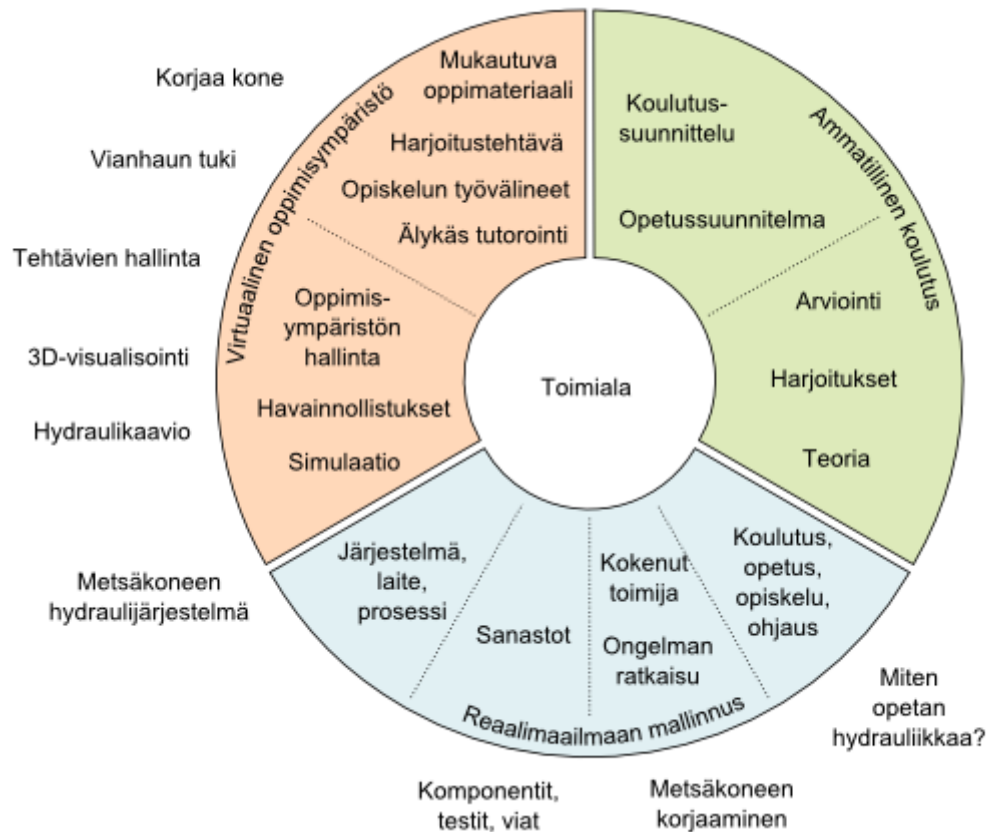 Korjaa kone
Vianhaun tuki
Tehtävien hallinta
3D-visualisointi
Hydraulikaavio
Metsäkoneen
hydraulijärjestelmä
Virtuaalinen oppimisympäristö
Mukautuva
oppimateriaali
Harjoitustehtävä
Opiskelun työvälineet
Älykäs tutorointi
Oppimis-
ympäristön
hallinta
Havainnollistukset
Simulaatio
Ammatillinen koulutus
Koulutus-
suunnittelu
Opetussuunnitelma
Arviointi
Harjoitukset
Teoria
Toimiala
Järjestelmä,
laite,
prosessi
Sanastot
Kokenut
toimija
Ongelman
ratkaisu
Koulutus,
opetus,
opiskelu,
ohjaus
Reaalimaailmaan mallinnus
Komponentit,
testit, viat
Metsäkoneen
korjaaminen
Miten
opetan
hydrauliikkaa?